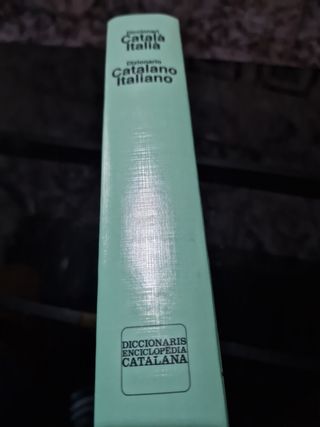 Diccionari
Català
Italià
Dizionario
Catalano
Italiano
DICCIONARIS
ENCICLOPÈDIA
CATALANA